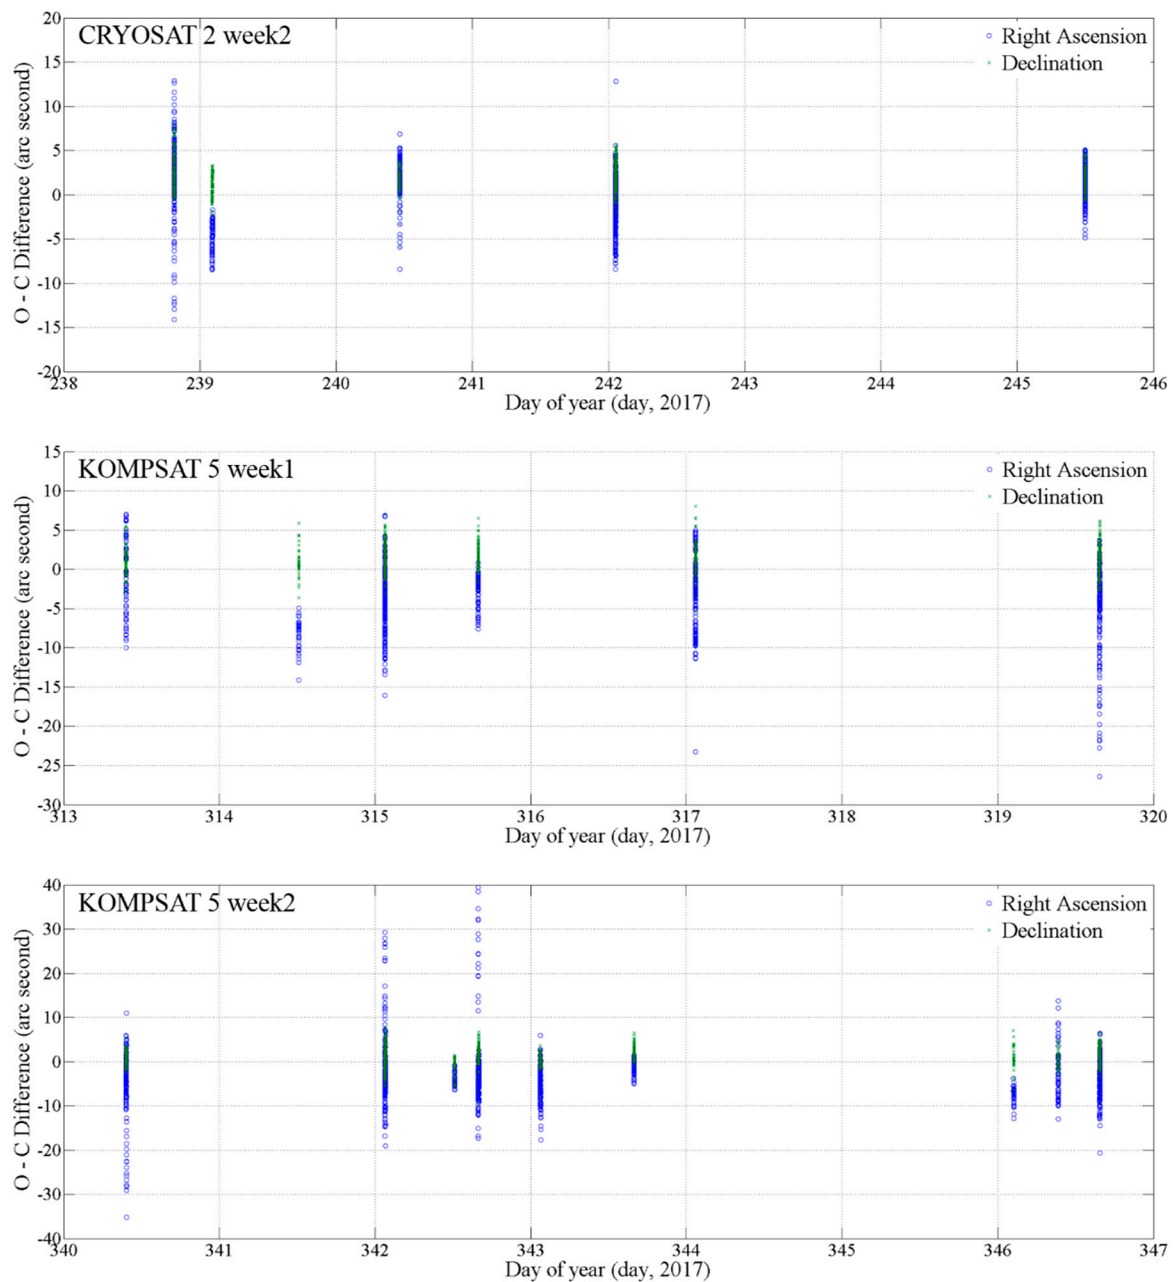 CRYOSAT 2 week2
Right Ascension
Declination
20
15
10
5
0
-5
-10
-15
-20
O - C Difference (arc second)
238 239 240 241 242 243 244 245 246
Day of year (day, 2017)
KOMPSAT 5 week1
Right Ascension
Declination
15
10
5
0
-5
-10
-15
-20
-25
-30
O - C Difference (arc second)
313 314 315 316 317 318 319 320
Day of year (day, 2017)
KOMPSAT 5 week2
Right Ascension
Declination
40
30
20
10
0
-10
-20
-30
-40
O - C Difference (arc second)
340 341 342 343 344 345 346 347
Day of year (day, 2017)